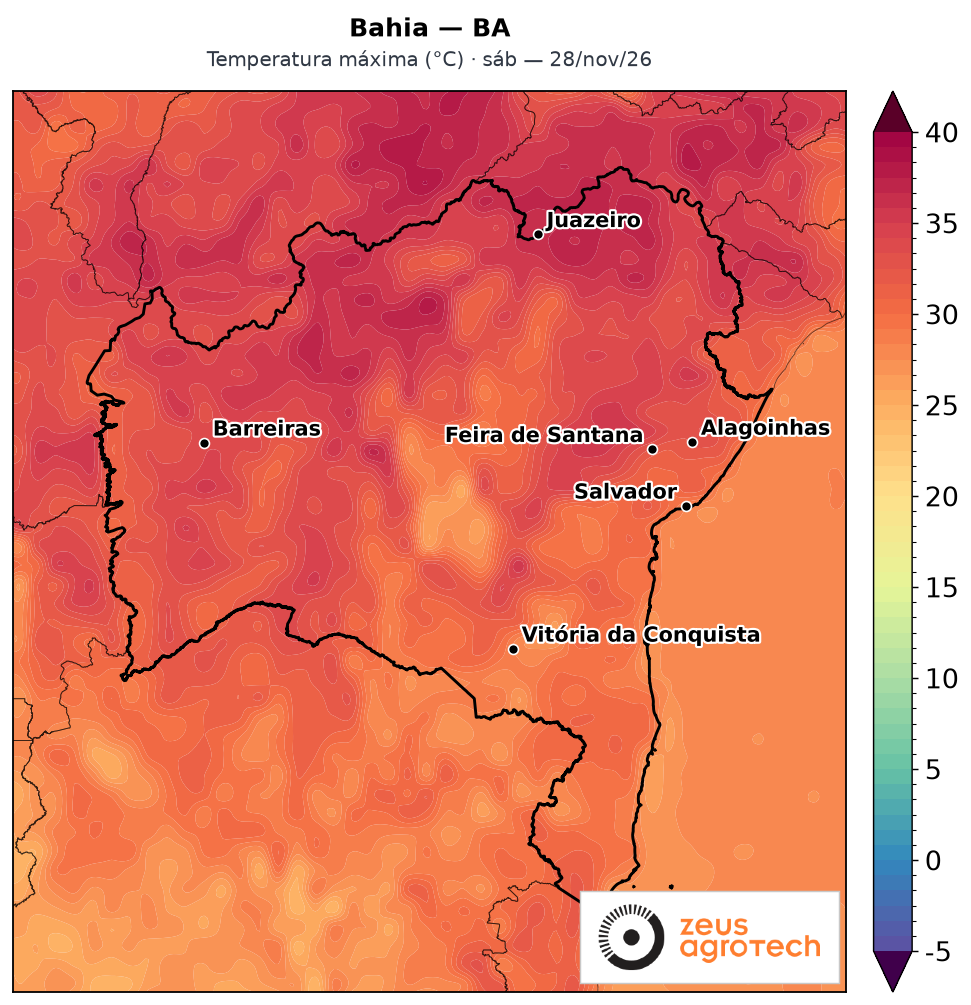 Bahia — BA
Temperatura máxima (°C) · sáb — 28/nov/26
Juazeiro
Barreiras
Feira de Santana
Alagoinhas
Salvador
Vitória da Conquista
40
35
30
25
20
15
10
5
0
-5
zeus
agrotech